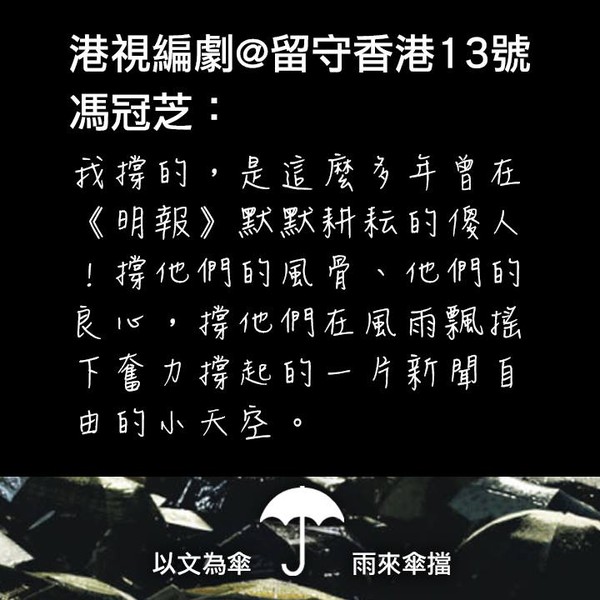 港視編劇@留守香港13號
馮冠芝：
我撐的，是這麼多年曾在
《明報》默默耕耘的傻人
！撐他們的風骨、他們的
良心，撐他們在風雨飄搖
下奮力撐起的一片新聞自
由的小天空。
以文為傘 雨來傘擋